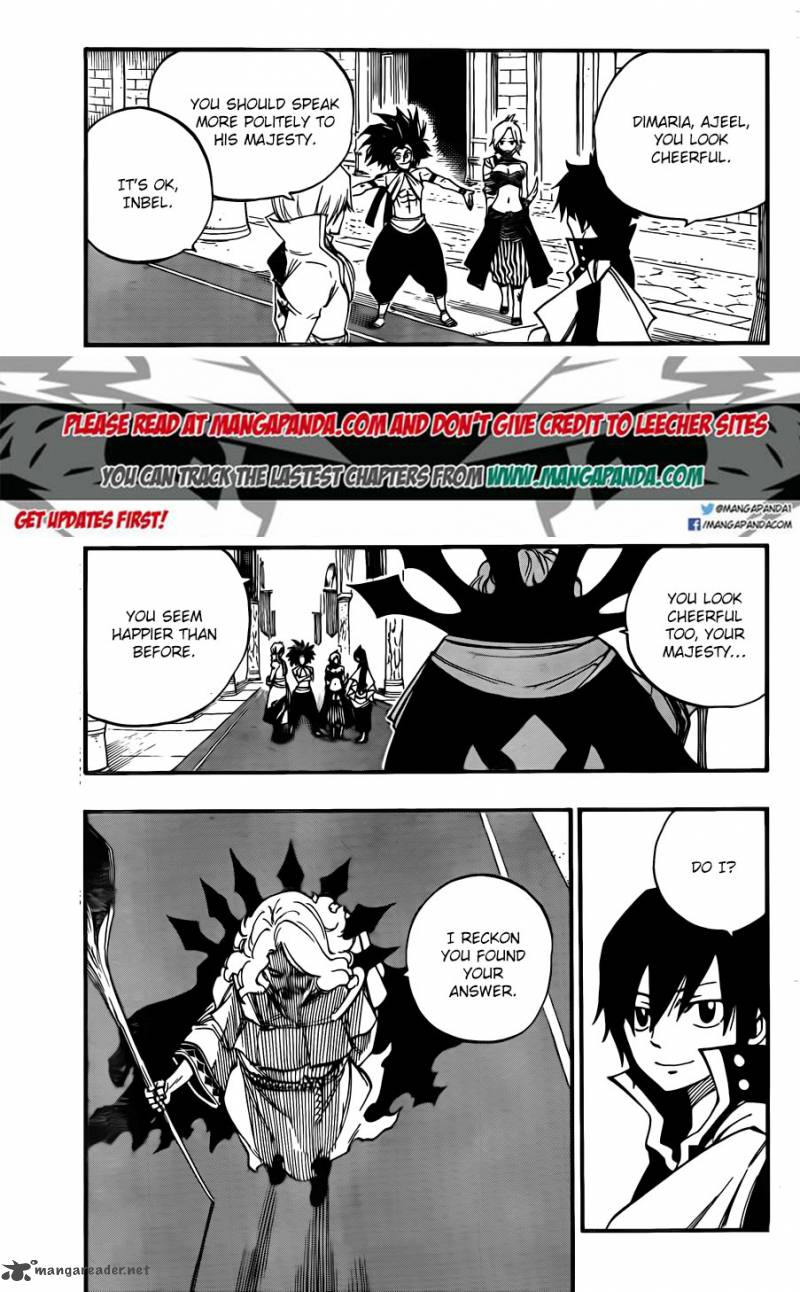 DIMARIA, AJEEL,
YOU LOOK
CHEERFUL.
YOU SHOULD SPEAK
MORE POLITELY TO
HIS MAJESTY.
IT'S OK,
INBEL.
PLEASE READ AT MANGAPANDA.COM AND DON'T GIVE CREDIT TO LEECHER SITES
YOU CAN TRACK THE LASTEST CHAPTERS FROM WWW.MANGAPANDA.COM
GET UPDATES FIRST!
@MANGAPANDA1
/MANGAPANDACOM
YOU LOOK
CHEERFUL
TOO, YOUR
MAJESTY...
YOU SEEM
HAPPIER THAN
BEFORE.
DO I?
I RECKON
YOU FOUND
YOUR
ANSWER.
mangareader.net